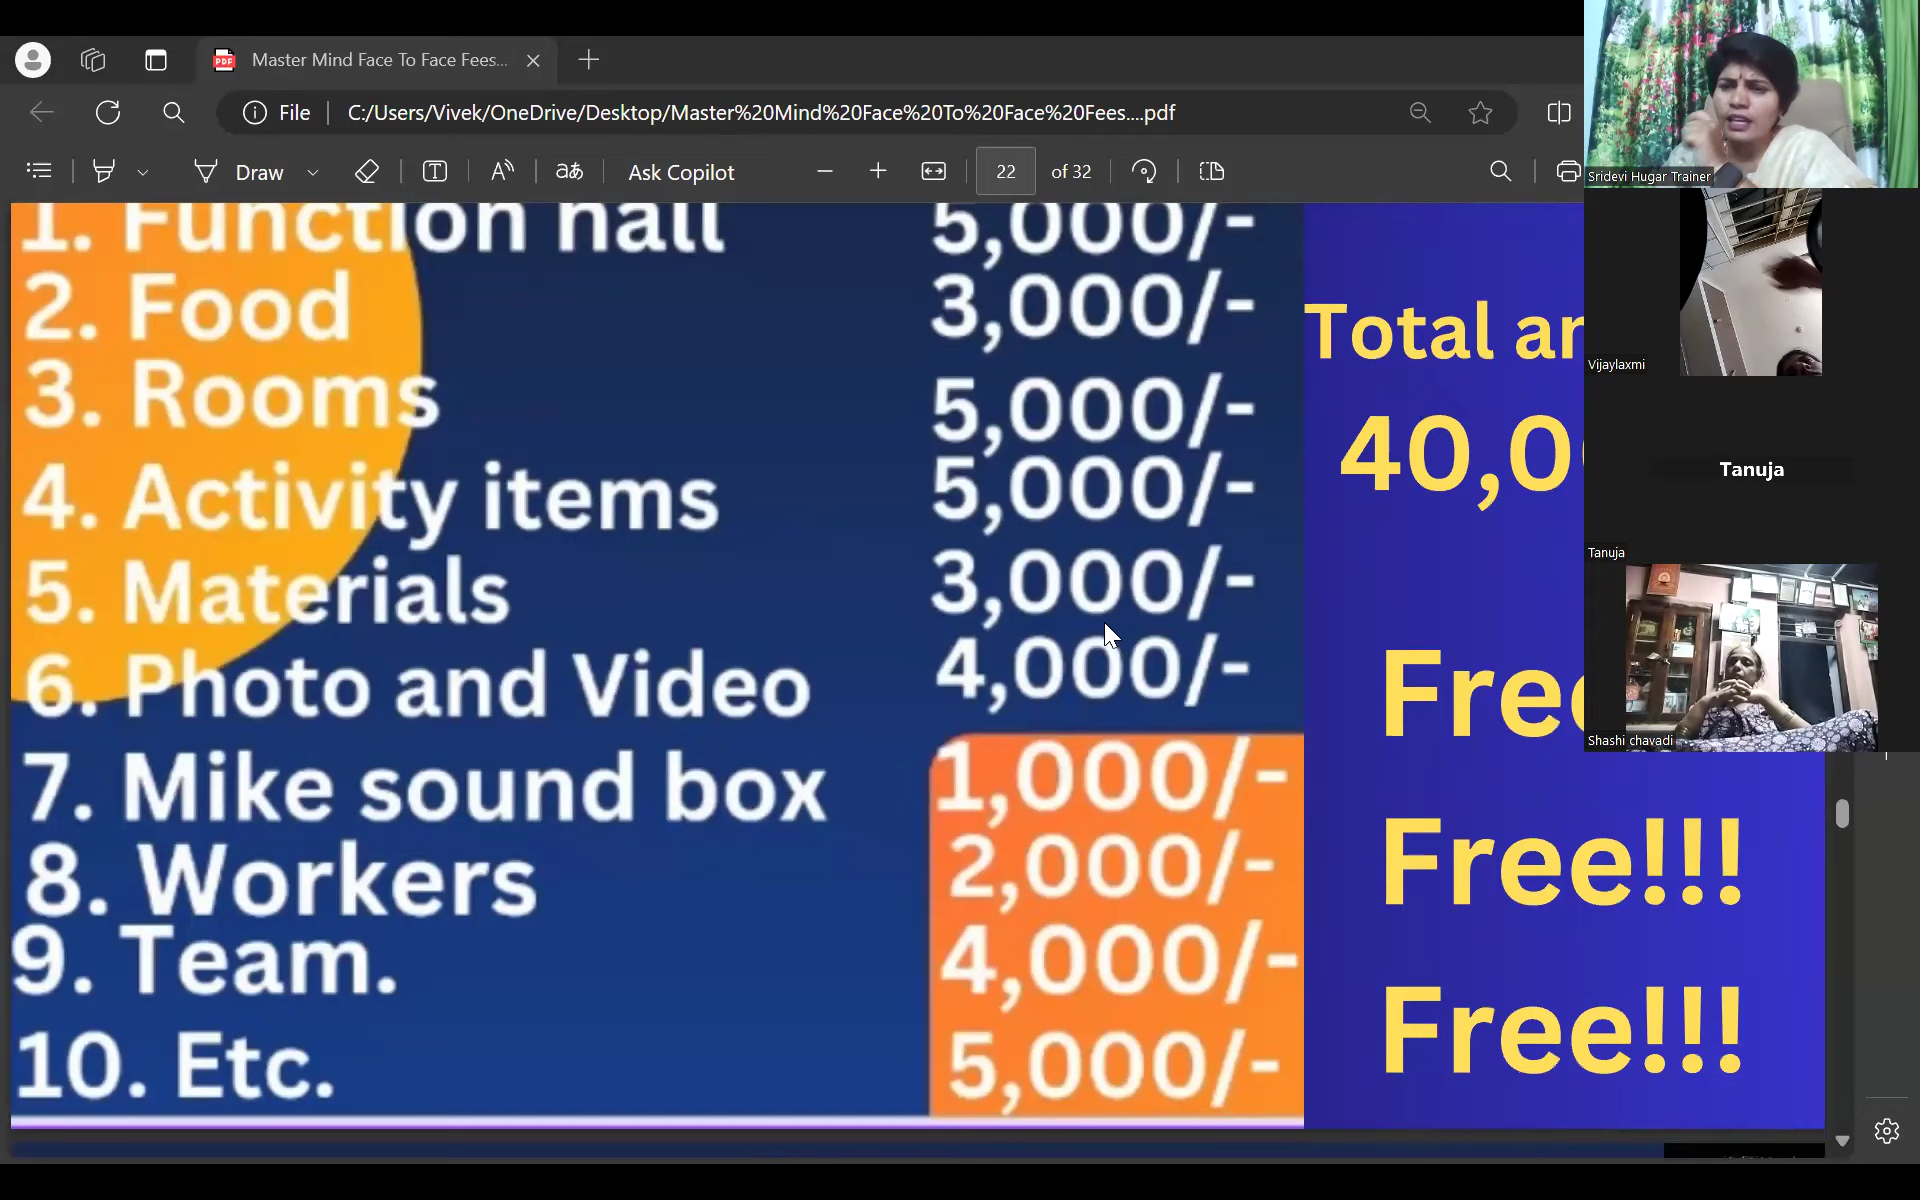 Master Mind Face To Face Fees...
File
C:/Users/Vivek/OneDrive/Desktop/Master%20Mind%20Face%20To%20Face%20Fees....pdf
Draw
Ask Copilot
22
of 32
1. Function hall 5,000/-
2. Food 3,000/-
3. Rooms 5,000/-
4. Activity items 5,000/-
5. Materials 3,000/-
6. Photo and Video 4,000/-
7. Mike sound box 1,000/-
8. Workers 2,000/-
9. Team. 4,000/-
10. Etc. 5,000/-
Total
Free!!!
Free!!!
Sridevi Hugar Trainer
Vijaylaxmi
Tanuja
Tanuja
Shashi chavadi